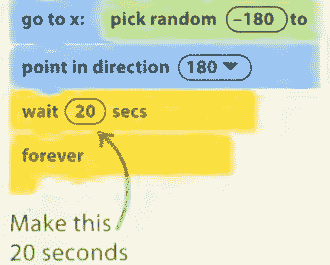 go to x: pick random -180 to
point in direction 180
wait 20 secs
forever
Make this
20 seconds